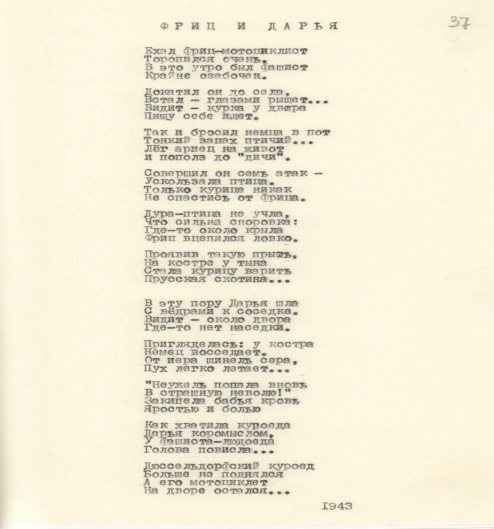 37
ФРИЦ И ДАРЬЯ
Ехал Фриц-мотоциклист
Торопился очень.
В это утро был фашист
Крайне озабочен.
Докатил он до села.
Встал – глазами рыщет...
Видит – курка у двора
Пищу себе ищет.
Так и бросил немца в пот
Тонкий запах птичий...
Лёг ариец на живот
и пополз до "дичи".
Совершил он семь атак –
Ускользала птица.
Только курице никак
Не спастись от Фрица.
Дура-птица не учла,
Что сильна сноровка:
Где-то около крыла
Фриц вцепился ловко.
Проявив такую прыть,
На костре у тына
Стала курицу варить
Прусская скотина...
В эту пору Дарья шла
С вёдрами к соседке.
Видит – около двора
Где-то нет наседки.
Пригляделась: у костра
Немец восседает.
От пера шинель сера,
Пух легко летает...
"Неужель попала вновь
В страшную неволю!"
Закипела бабья кровь
Яростью и болью
Как хватила куроеда
Дарья коромыслом,
У фашиста-людоеда
Голова повисла...
Дюссельдорфский куроед
Больше не поднялся
А его мотоциклет
На дворе остался...
1943